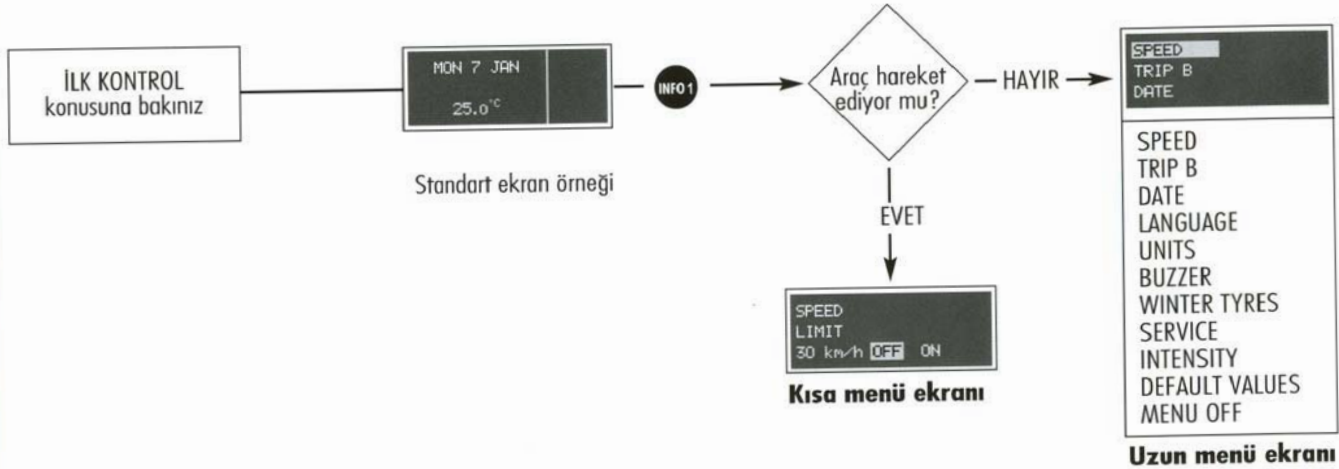 İLK KONTROL
konusuna bakınız
MON 7 JAN
25.0°C
Standart ekran örneği
INFO 1
Araç hareket
ediyor mu?
HAYIR
EVET
SPEED
LIMIT
30 km/h OFF ON
Kısa menü ekranı
SPEED
TRIP B
DATE
SPEED
TRIP B
DATE
LANGUAGE
UNITS
BUZZER
WINTER TYRES
SERVICE
INTENSITY
DEFAULT VALUES
MENU OFF
Uzun menü ekranı